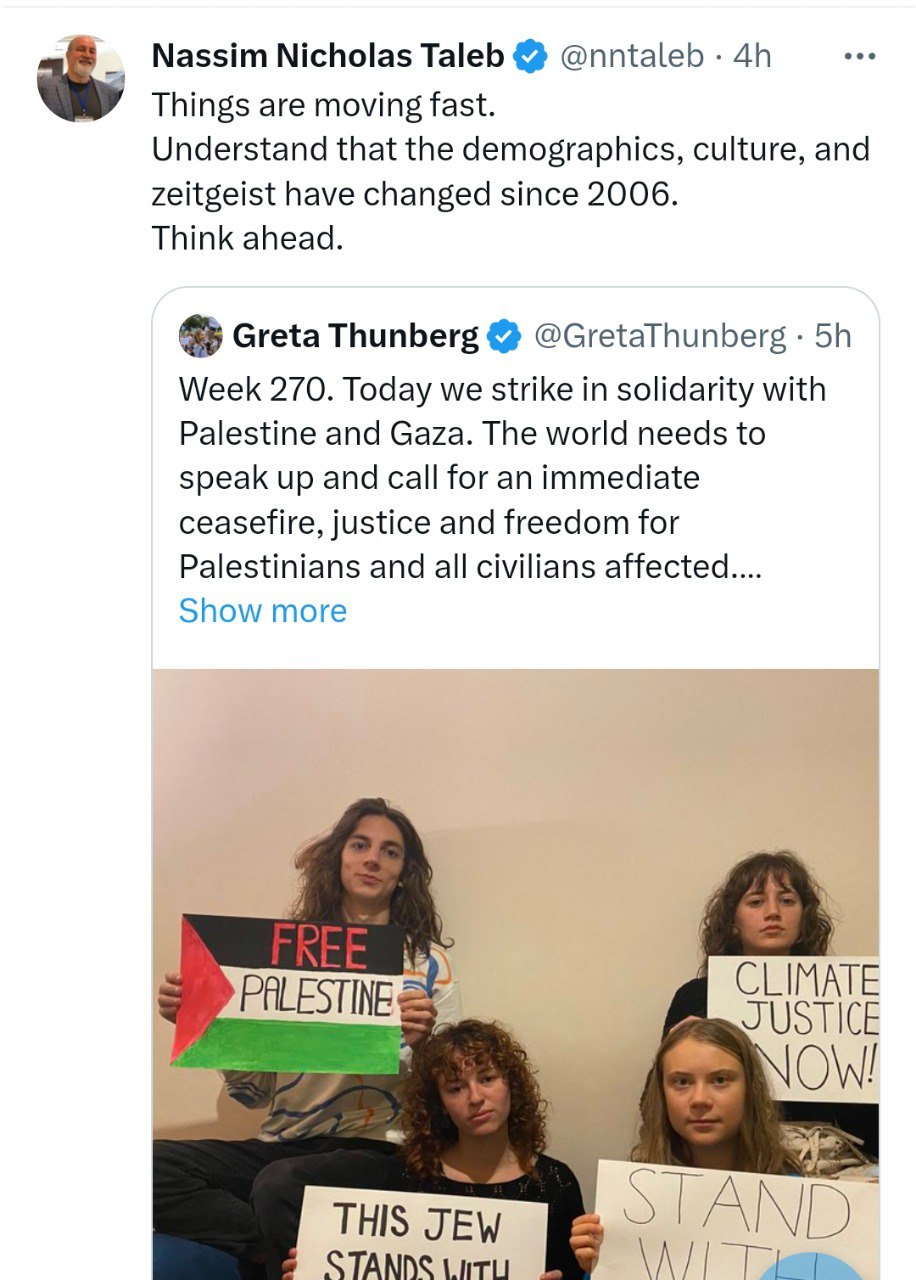 Nassim Nicholas Taleb @nntaleb · 4h
Things are moving fast.
Understand that the demographics, culture, and
zeitgeist have changed since 2006.
Think ahead.
Greta Thunberg @GretaThunberg · 5h
Week 270. Today we strike in solidarity with
Palestine and Gaza. The world needs to
speak up and call for an immediate
ceasefire, justice and freedom for
Palestinians and all civilians affected....
Show more
FREE
PALESTINE
CLIMATE
JUSTICE
NOW!
THIS JEW
STANDS WITH
STAND
WITH